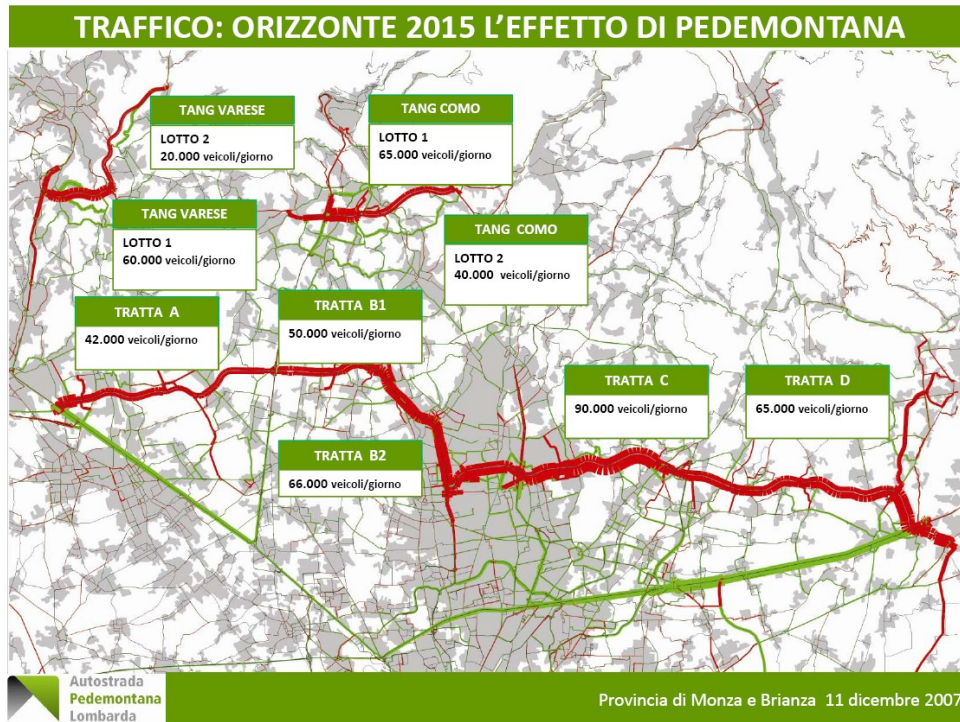 TRAFFICO: ORIZZONTE 2015 L'EFFETTO DI PEDEMONTANA
TANG VARESE
LOTTO 2
20.000 veicoli/giorno
TANG COMO
LOTTO 1
65.000 veicoli/giorno
TANG VARESE
LOTTO 1
60.000 veicoli/giorno
TANG COMO
LOTTO 2
40.000 veicoli/giorno
TRATTA A
42.000 veicoli/giorno
TRATTA B1
50.000 veicoli/giorno
TRATTA C
90.000 veicoli/giorno
TRATTA D
65.000 veicoli/giorno
TRATTA B2
66.000 veicoli/giorno
Autostrada
Pedemontana
Lombarda
Provincia di Monza e Brianza 11 dicembre 2007